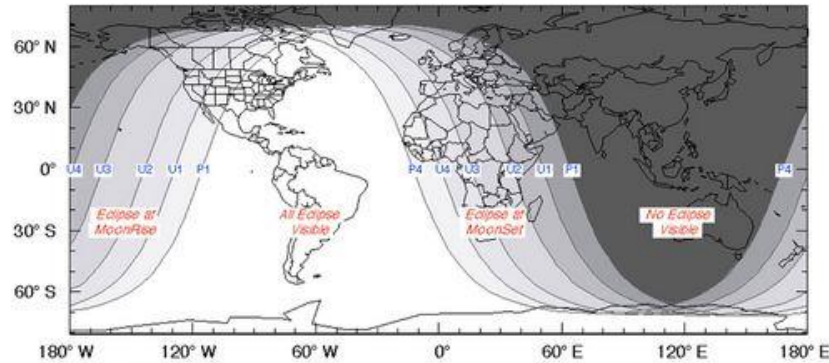 60° N
30° N
0°
30° S
60° S
U4 U3 U2 U1 P1 P4 U4 U3 U2 U1 P1 P4
Eclipse at
MoonRise
All Eclipse
Visible
Eclipse at
MoonSet
No Eclipse
Visible
180° W 120° W 60° W 0° 60° E 120° E 180° E